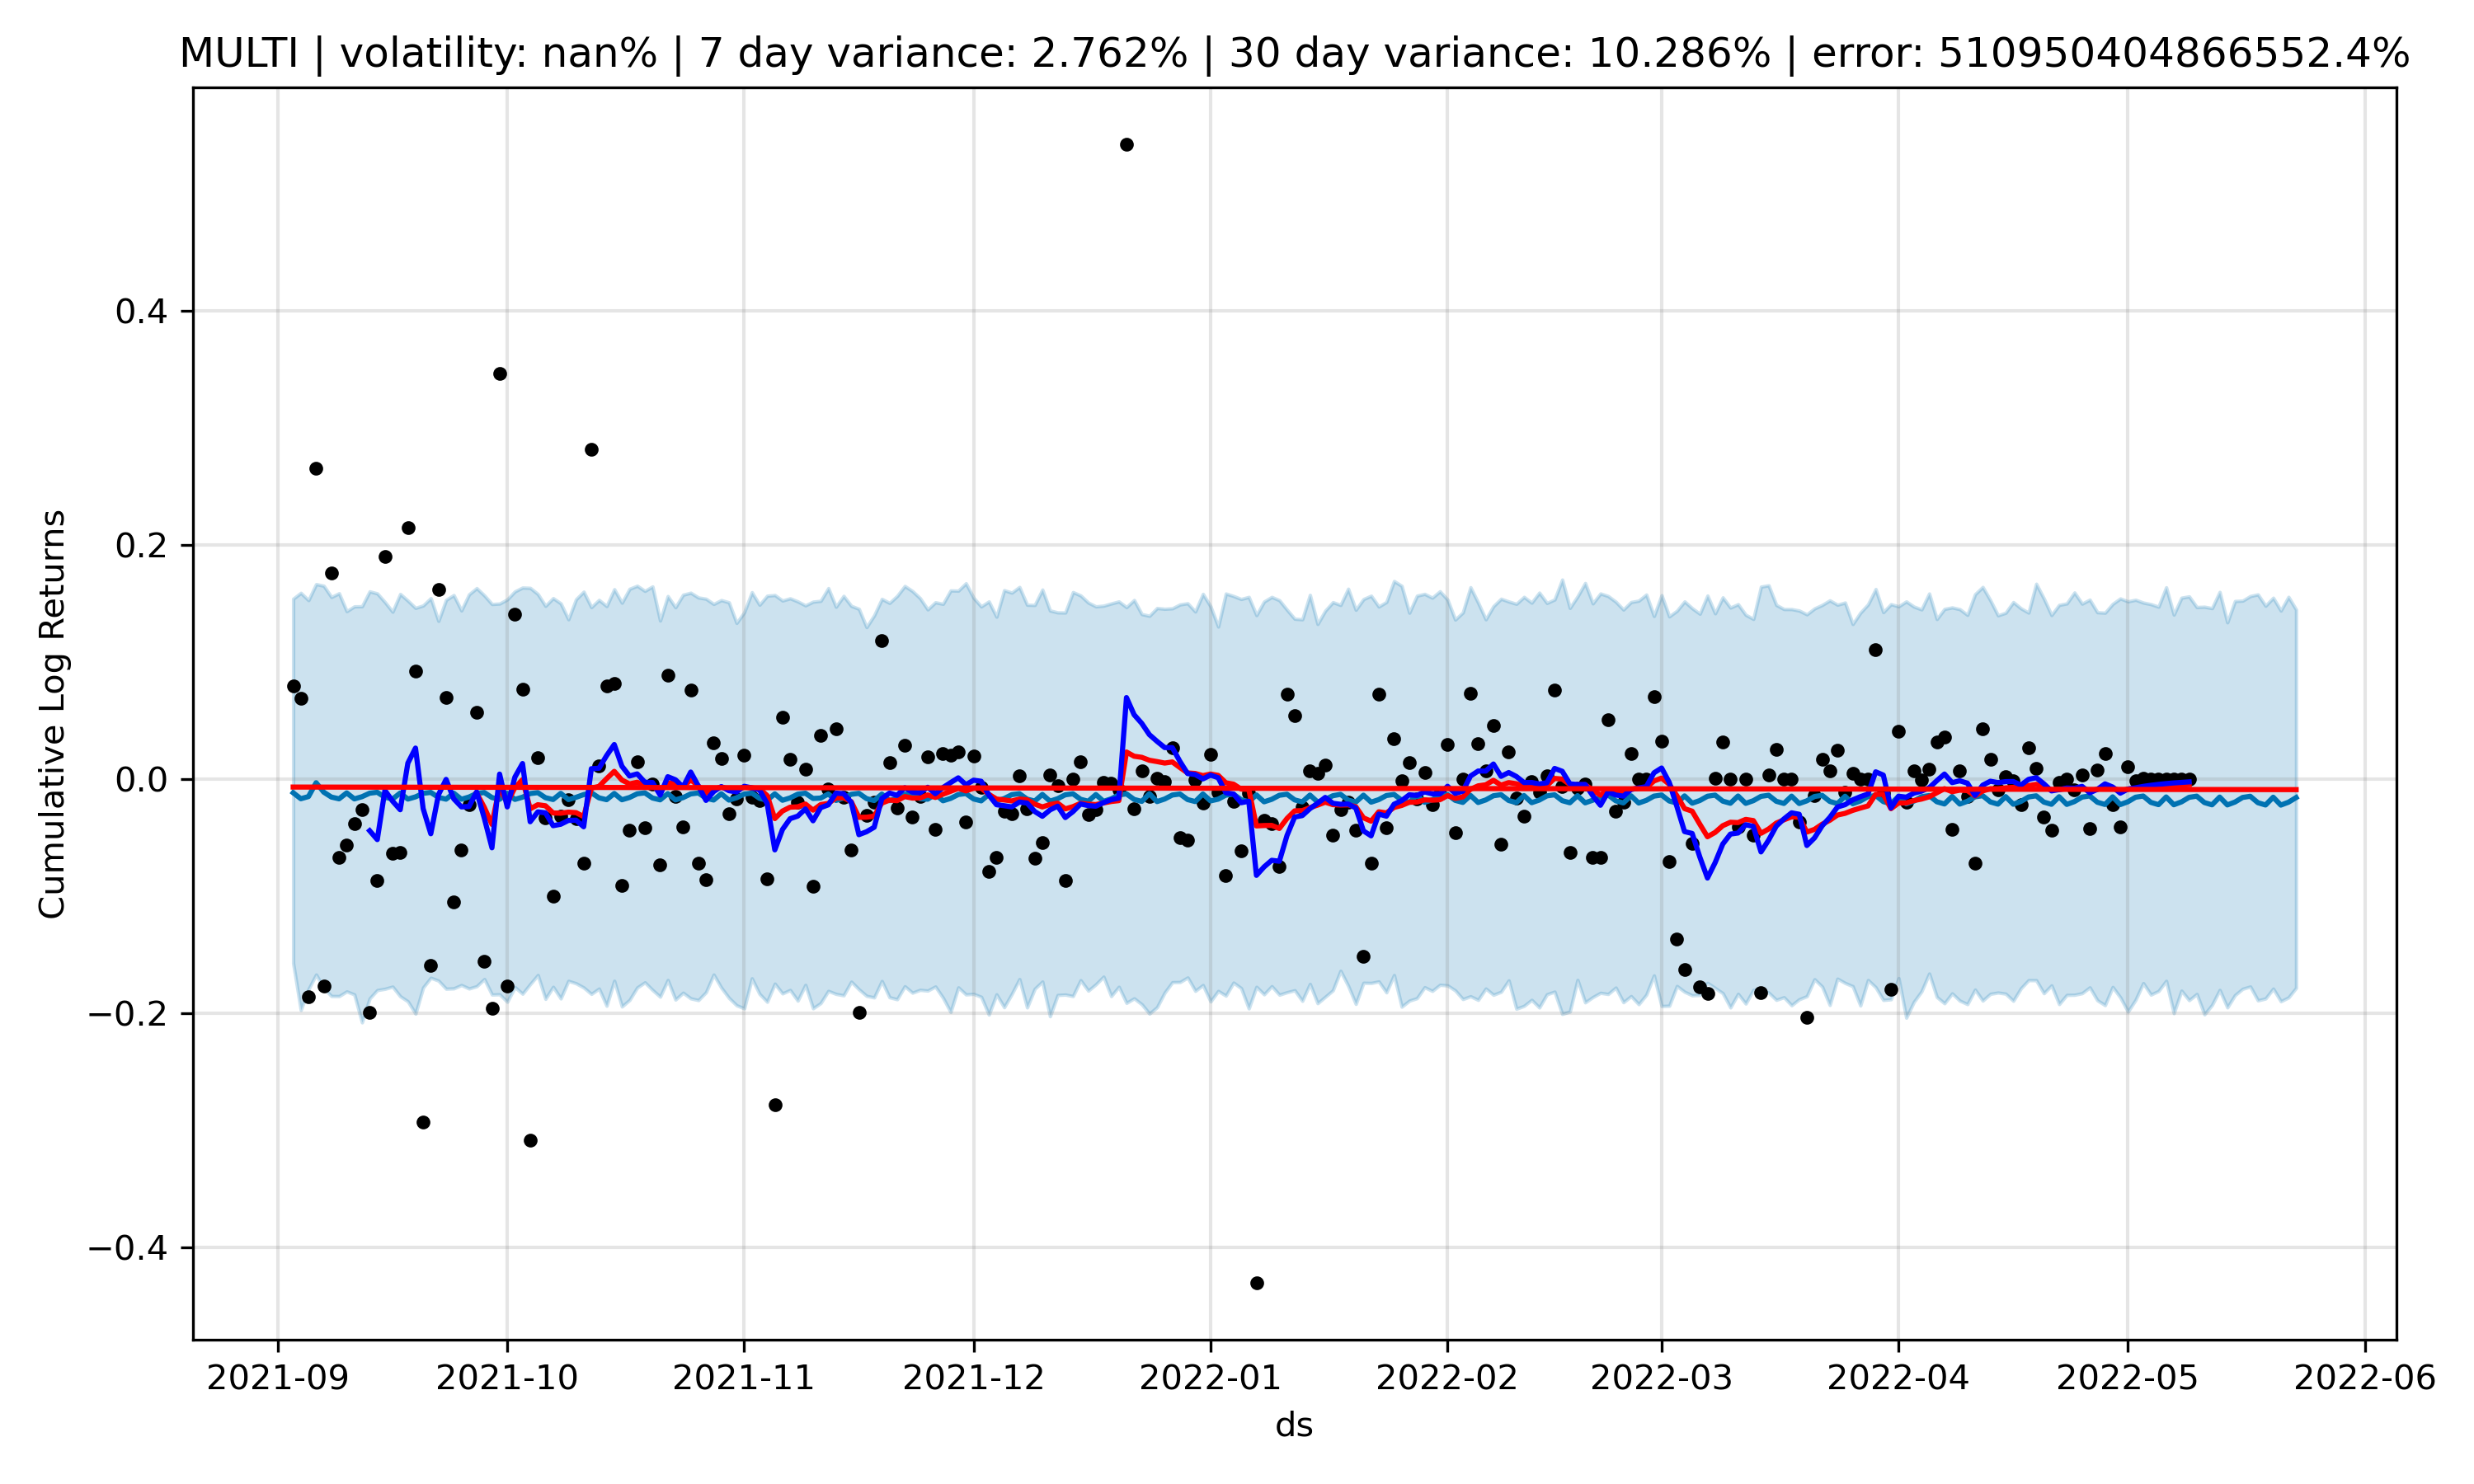 MULTI | volatility: nan% | 7 day variance: 2.762% | 30 day variance: 10.286% | error: 510950404866552.4%
Cumulative Log Returns
0.4
0.2
0.0
−0.2
−0.4
2021-09 2021-10 2021-11 2021-12 2022-01 2022-02 2022-03 2022-04 2022-05 2022-06
ds